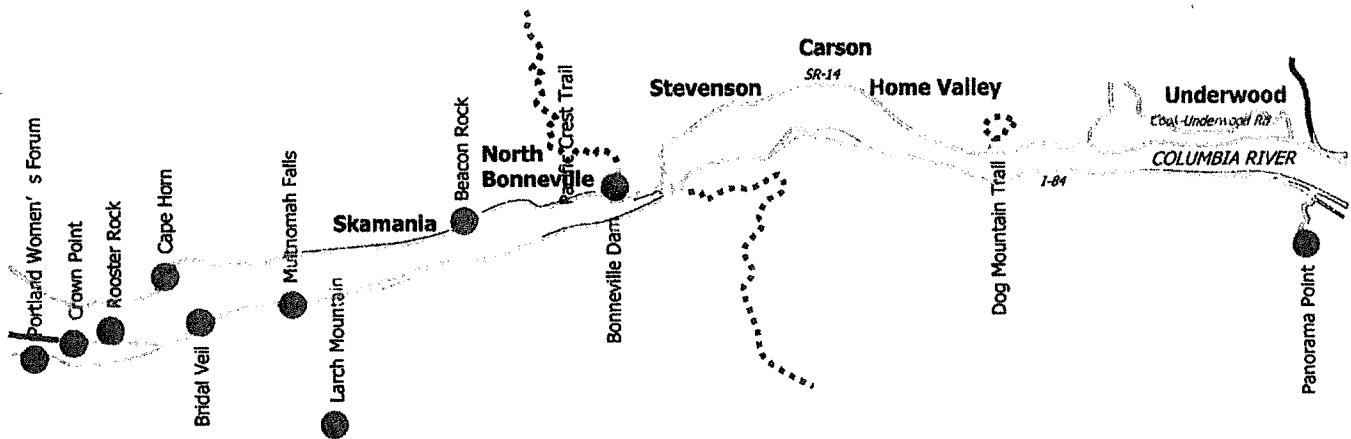 Portland Women's Forum
Crown Point
Rooster Rock
Cape Horn
Bridal Veil
Multnomah Falls
Larch Mountain
Skamania
Beacon Rock
North
Bonneville
Pacific Crest Trail
Bonneville Dam
Stevenson
Carson
SR-14
Home Valley
Dog Mountain Trail
I-84
Underwood
Cook-Underwood Rd
COLUMBIA RIVER
Panorama Point